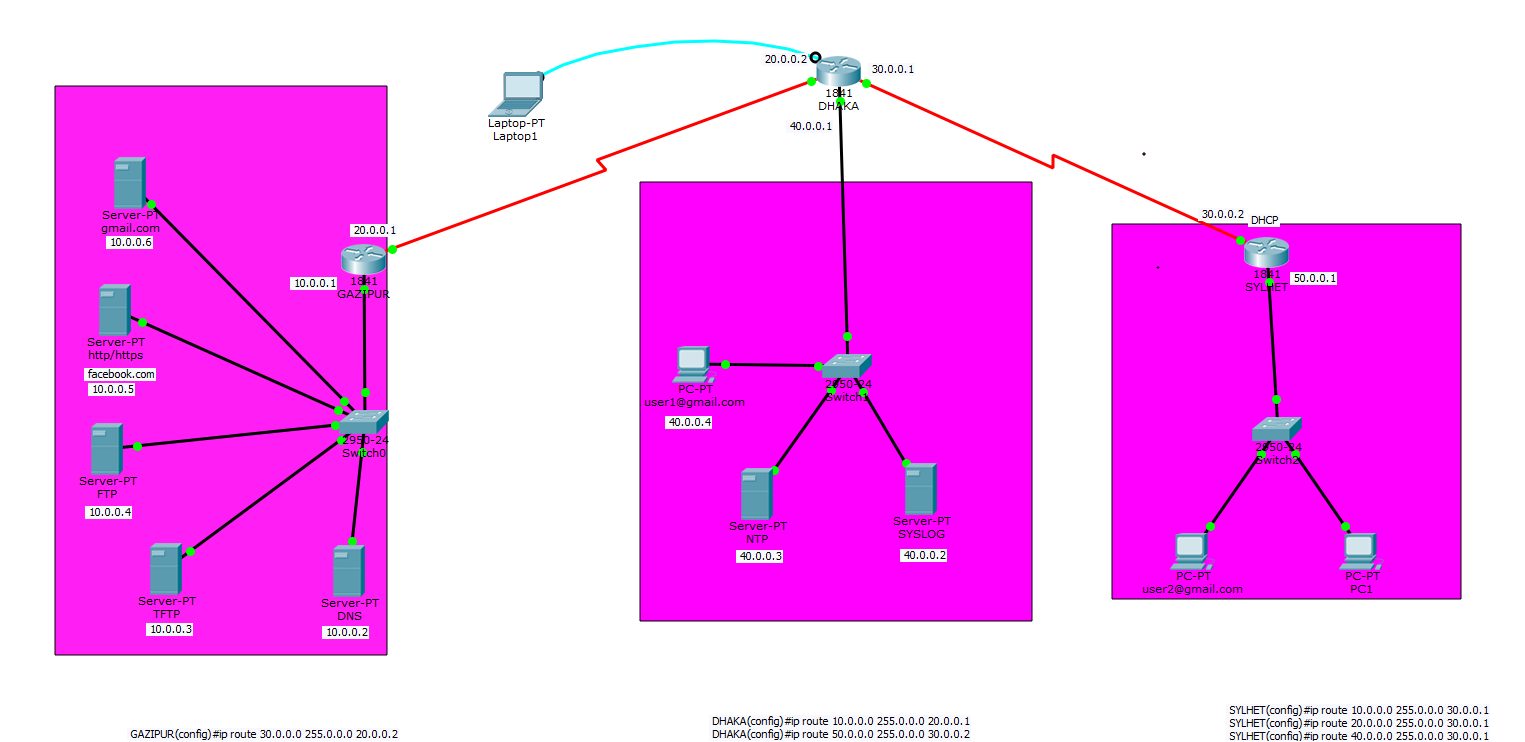 20.0.0.2
30.0.0.1
1841
DHAKA
40.0.0.1
Laptop-PT
Laptop1
Server-PT
gmail.com
10.0.0.6
20.0.0.1
10.0.0.1
1841
GAZIPUR
Server-PT
http/https
facebook.com
10.0.0.5
2950-24
Switch0
Server-PT
FTP
10.0.0.4
Server-PT
TFTP
10.0.0.3
Server-PT
DNS
10.0.0.2
PC-PT
user1@gmail.com
40.0.0.4
2950-24
Switch1
Server-PT
NTP
40.0.0.3
Server-PT
SYSLOG
40.0.0.2
30.0.0.2
DHCP
1841
SYLHET
50.0.0.1
2950-24
Switch2
PC-PT
user2@gmail.com
PC-PT
PC1
GAZIPUR(config)#ip route 30.0.0.0 255.0.0.0 20.0.0.2
DHAKA(config)#ip route 10.0.0.0 255.0.0.0 20.0.0.1
DHAKA(config)#ip route 50.0.0.0 255.0.0.0 30.0.0.2
SYLHET(config)#ip route 10.0.0.0 255.0.0.0 30.0.0.1
SYLHET(config)#ip route 20.0.0.0 255.0.0.0 30.0.0.1
SYLHET(config)#ip route 40.0.0.0 255.0.0.0 30.0.0.1